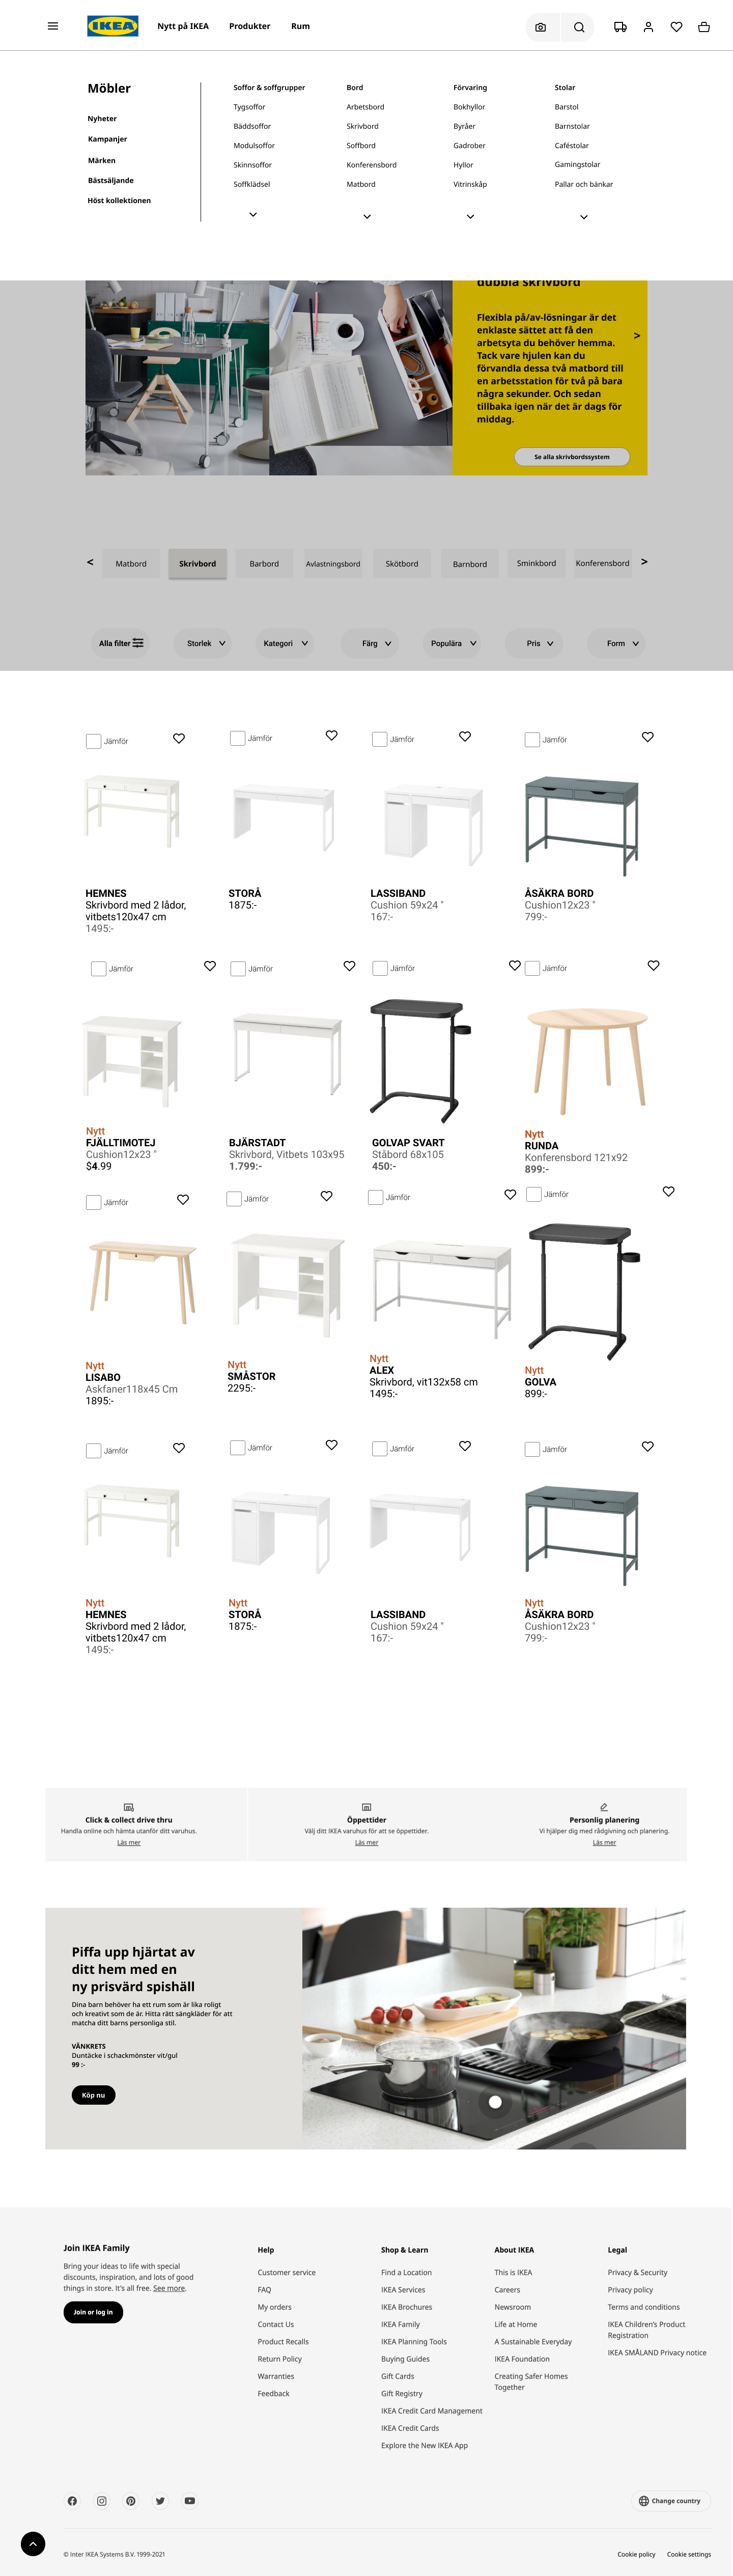 IKEA
Nytt på IKEA
Produkter
Rum
Möbler
Nyheter
Kampanjer
Märken
Bästsäljande
Höst kollektionen
Soffor & soffgrupper
Tygsoffor
Bäddsoffor
Modulsoffor
Skinnsoffor
Soffklädsel
Bord
Arbetsbord
Skrivbord
Soffbord
Konferensbord
Matbord
Förvaring
Bokhyllor
Byråer
Gadrober
Hyllor
Vitrinskåp
Stolar
Barstol
Barnstolar
Caféstolar
Gamingstolar
Pallar och bänkar
dubbla skrivbord
Flexibla på/av-lösningar är det
enklaste sättet att få den
arbetsyta du behöver hemma.
Tack vare hjulen kan du
förvandla dessa två matbord till
en arbetsstation för två på bara
några sekunder. Och sedan
tillbaka igen när det är dags för
middag.
>
Se alla skrivbordssystem
<
Matbord
Skrivbord
Barbord
Avlastningsbord
Skötbord
Barnbord
Sminkbord
Konferensbord
>
Alla filter
Storlek
Kategori
Färg
Populära
Pris
Form
Jämför
Jämför
Jämför
Jämför
HEMNES
Skrivbord med 2 lådor,
vitbets120x47 cm
1495:-
STORÅ
1875:-
LASSIBAND
Cushion 59x24 "
167:-
ÅSÄKRA BORD
Cushion12x23 "
799:-
Jämför
Jämför
Jämför
Jämför
Nytt
FJÄLLTIMOTEJ
Cushion12x23 "
$4.99
BJÄRSTADT
Skrivbord, Vitbets 103x95
1.799:-
GOLVAP SVART
Ståbord 68x105
450:-
Nytt
RUNDA
Konferensbord 121x92
899:-
Jämför
Jämför
Jämför
Jämför
Nytt
LISABO
Askfaner118x45 Cm
1895:-
Nytt
SMÅSTOR
2295:-
Nytt
ALEX
Skrivbord, vit132x58 cm
1495:-
Nytt
GOLVA
899:-
Jämför
Jämför
Jämför
Jämför
Nytt
HEMNES
Skrivbord med 2 lådor,
vitbets120x47 cm
1495:-
Nytt
STORÅ
1875:-
LASSIBAND
Cushion 59x24 "
167:-
Nytt
ÅSÄKRA BORD
Cushion12x23 "
799:-
Click & collect drive thru
Handla online och hämta utanför ditt varuhus.
Läs mer
Öppettider
Välj ditt IKEA varuhus för att se öppettider.
Läs mer
Personlig planering
Vi hjälper dig med rådgivning och planering.
Läs mer
Piffa upp hjärtat av
ditt hem med en
ny prisvärd spishäll
Dina barn behöver ha ett rum som är lika roligt
och kreativt som de är. Hitta rätt sängkläder för att
matcha ditt barns personliga stil.
VÄNKRETS
Duntäcke i schackmönster vit/gul
99 :-
Köp nu
Join IKEA Family
Bring your ideas to life with special
discounts, inspiration, and lots of good
things in store. It's all free. See more.
Join or log in
Help
Customer service
FAQ
My orders
Contact Us
Product Recalls
Return Policy
Warranties
Feedback
Shop & Learn
Find a Location
IKEA Services
IKEA Brochures
IKEA Family
IKEA Planning Tools
Buying Guides
Gift Cards
Gift Registry
IKEA Credit Card Management
IKEA Credit Cards
Explore the New IKEA App
About IKEA
This is IKEA
Careers
Newsroom
Life at Home
A Sustainable Everyday
IKEA Foundation
Creating Safer Homes
Together
Legal
Privacy & Security
Privacy policy
Terms and conditions
IKEA Children's Product
Registration
IKEA SMÅLAND Privacy notice
Change country
© Inter IKEA Systems B.V. 1999-2021
Cookie policy
Cookie settings